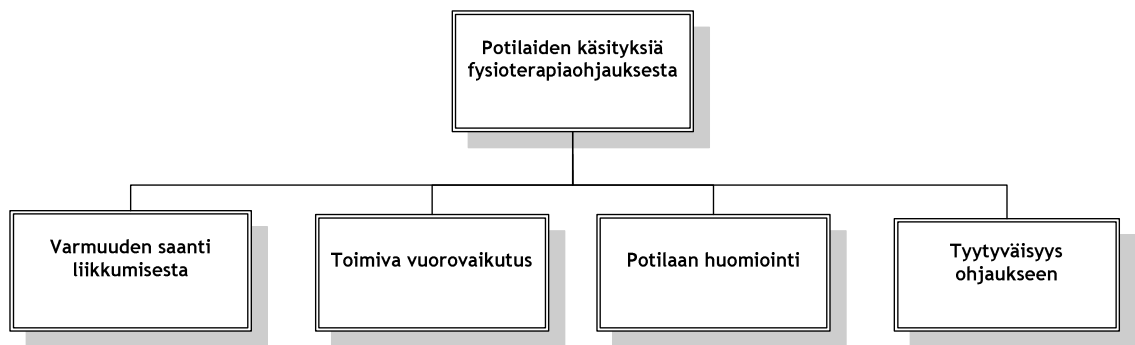 Potilaiden käsityksiä
fysioterapiaohjauksesta
Varmuuden saanti
liikkumisesta
Toimiva vuorovaikutus
Potilaan huomiointi
Tyytyväisyys
ohjaukseen